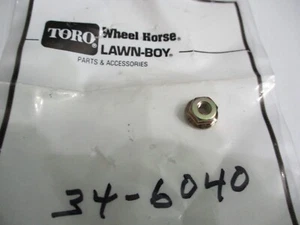 TORO Wheel Horse®
LAWN-BOY®
PARTS & ACCESSORIES
34-6040